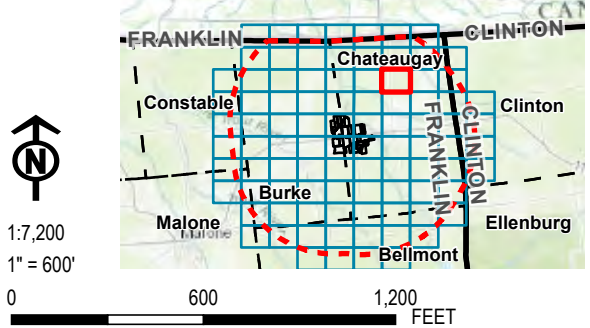 CAN
FRANKLIN
CLINTON
Chateaugay
Constable
Clinton
FRANKLIN
CLINTON
N
Burke
1:7,200
Malone
Malone
Ellenburg
1" = 600'
Bellmont
0 600 1,200
FEET